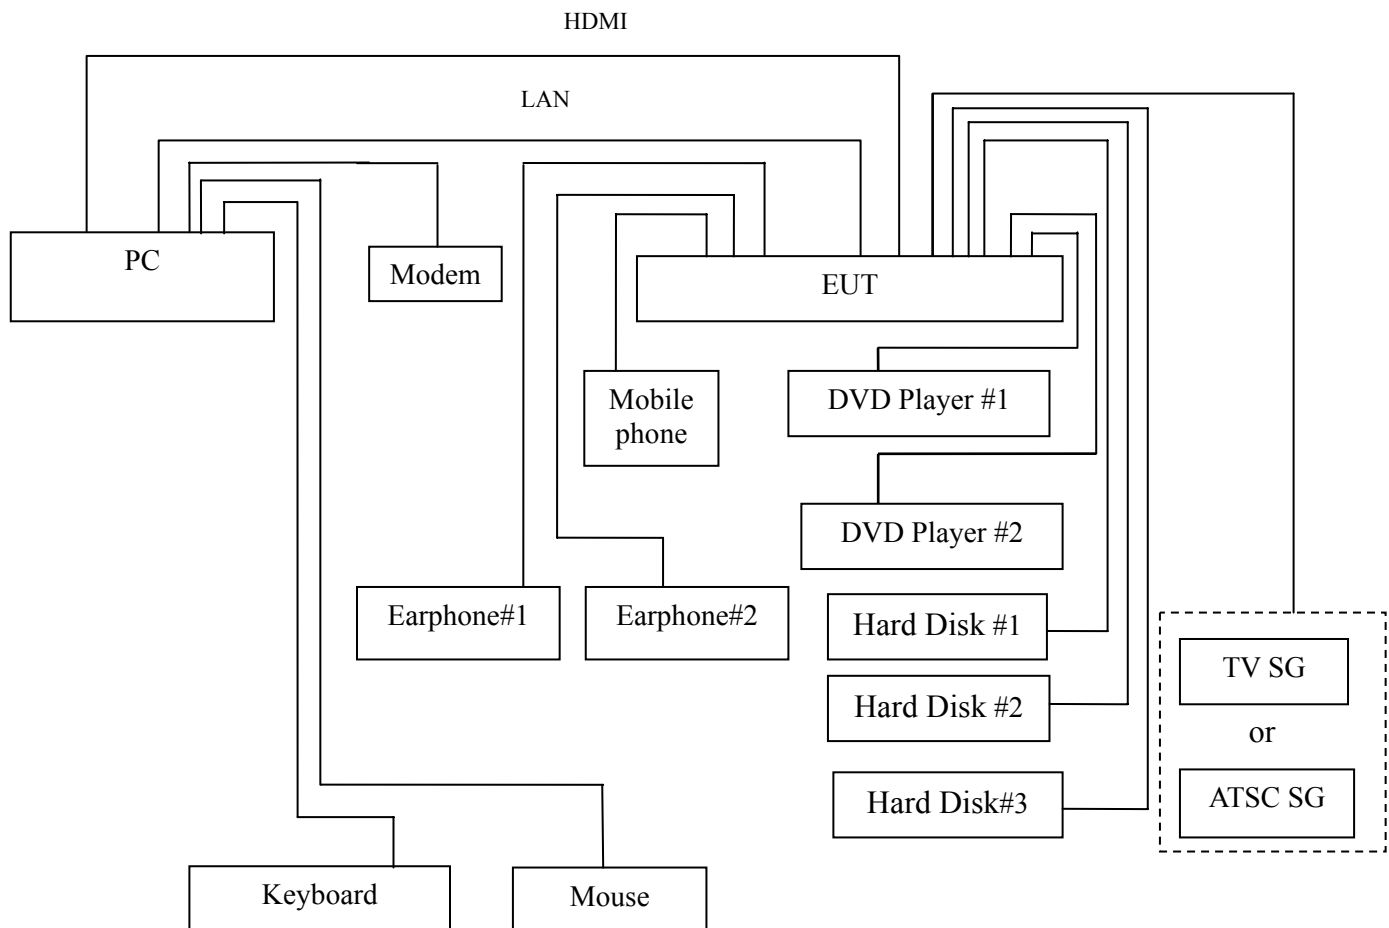 HDMI
LAN
PC
Modem
EUT
Mobile
phone
DVD Player #1
DVD Player #2
Earphone#1
Earphone#2
Hard Disk #1
Hard Disk #2
Hard Disk#3
TV SG
or
ATSC SG
Keyboard
Mouse